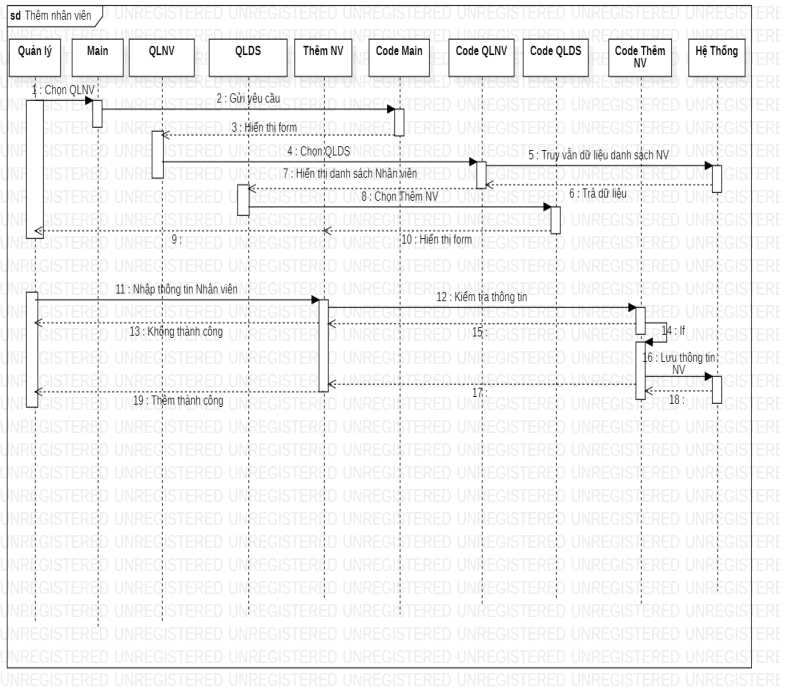 sd Thêm nhân viên
Quản lý
Main
QLNV
QLDS
Thêm NV
Code Main
Code QLNV
Code QLDS
Code Thêm
NV
Hệ Thống
1 : Chọn QLNV
2 : Gửi yêu cầu
3 : Hiển thị form
4 : Chọn QLDS
5 : Truy vấn dữ liệu danh sách NV
7 : Hiển thị danh sách Nhân viên
6 : Trả dữ liệu
8 : Chọn Thêm NV
9 :
10 : Hiển thị form
11 : Nhập thông tin Nhân viên
12 : Kiểm tra thông tin
13 : Không thành công
15 :
14 : If
16 : Lưu thông tin
NV
17 :
18 :
19 : Thêm thành công
UNREGISTERED